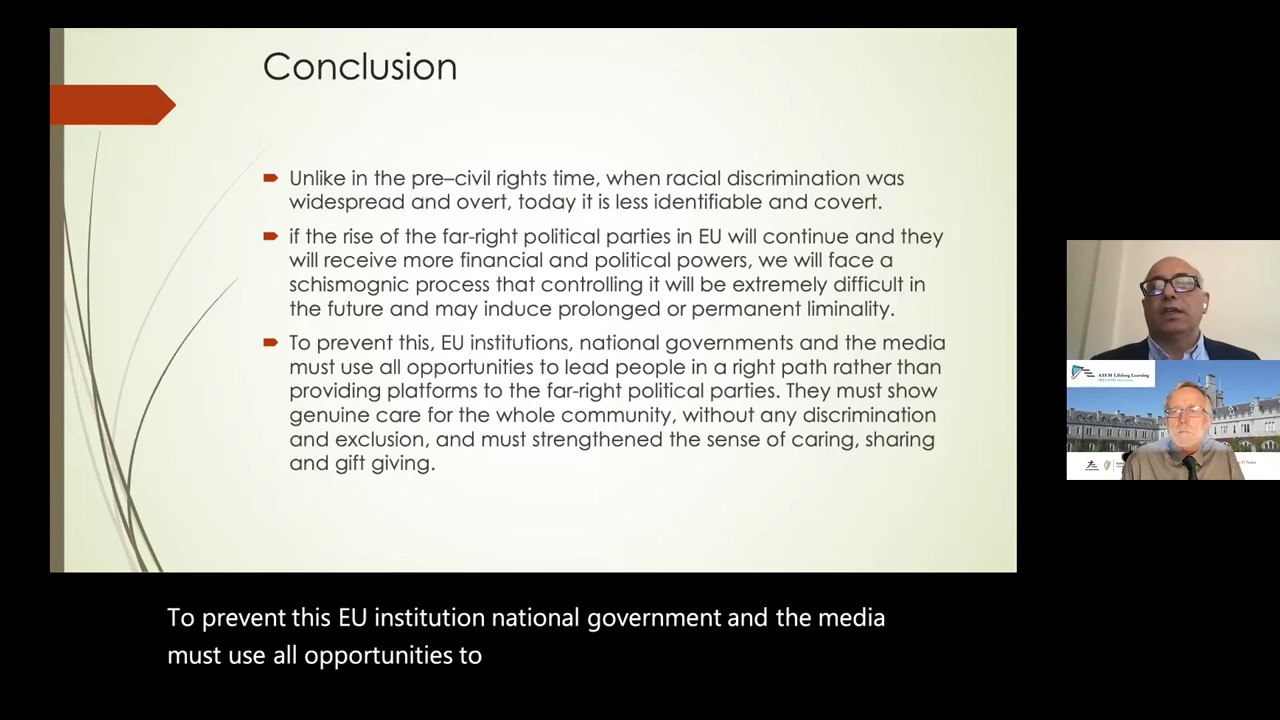 Conclusion
Unlike in the pre–civil rights time, when racial discrimination was
widespread and overt, today it is less identifiable and covert.
if the rise of the far-right political parties in EU will continue and they
will receive more financial and political powers, we will face a
schismognic process that controlling it will be extremely difficult in
the future and may induce prolonged or permanent liminality.
To prevent this, EU institutions, national governments and the media
must use all opportunities to lead people in a right path rather than
providing platforms to the far-right political parties. They must show
genuine care for the whole community, without any discrimination
and exclusion, and must strengthened the sense of caring, sharing
and gift giving.
ASEM Lifelong Learning
To prevent this EU institution national government and the media
must use all opportunities to